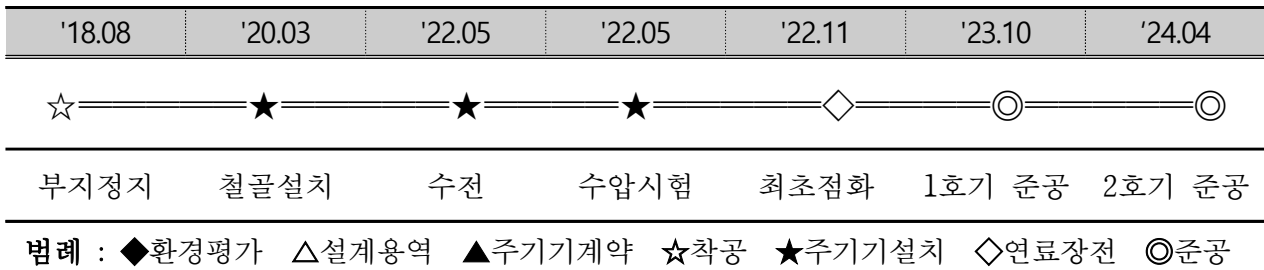 '18.08 '20.03 '22.05 '22.05 '22.11 '23.10 ‘24.04
☆═════★═════★════★═════◇════◎═════◎
부지정지 철골설치 수전 수압시험 최초점화 1호기 준공 2호기 준공
범례 : ◆환경평가 △설계용역 ▲주기기계약 ☆착공 ★주기기설치 ◇연료장전 ◎준공